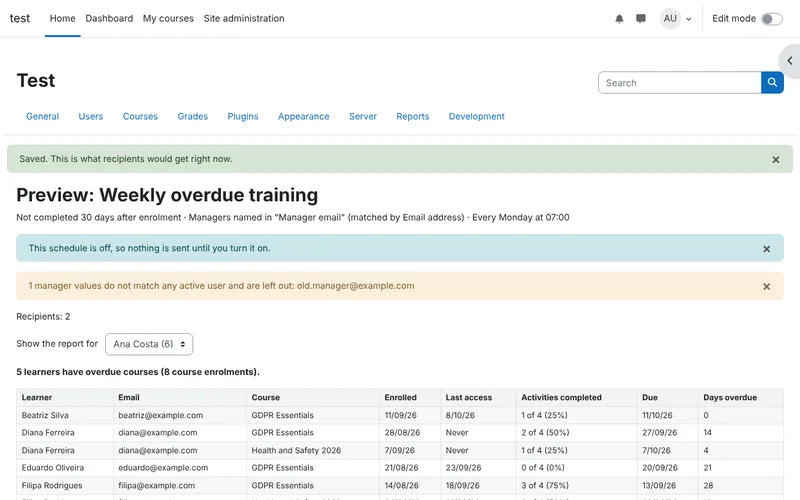 test Home Dashboard My courses Site administration AU Edit mode
Test
Search
General Users Courses Grades Plugins Appearance Server Reports Development
Saved. This is what recipients would get right now.
Preview: Weekly overdue training
Not completed 30 days after enrolment · Managers named in "Manager email" (matched by Email address) · Every Monday at 07:00
This schedule is off, so nothing is sent until you turn it on.
1 manager values do not match any active user and are left out: old.manager@example.com
Recipients: 2
Show the report for Ana Costa (6)
5 learners have overdue courses (8 course enrolments).
Learner Email Course Enrolled Last access Activities completed Due Days overdue
Beatriz Silva beatriz@example.com GDPR Essentials 11/09/26 8/10/26 1 of 4 (25%) 11/10/26 0
Diana Ferreira diana@example.com GDPR Essentials 28/08/26 Never 2 of 4 (50%) 27/09/26 14
Diana Ferreira diana@example.com Health and Safety 2026 7/09/26 Never 1 of 4 (25%) 7/10/26 4
Eduardo Oliveira eduardo@example.com GDPR Essentials 21/08/26 23/09/26 0 of 4 (0%) 20/09/26 21
Filipa Rodrigues filipa@example.com GDPR Essentials 14/08/26 18/09/26 3 of 4 (75%) 13/09/26 28